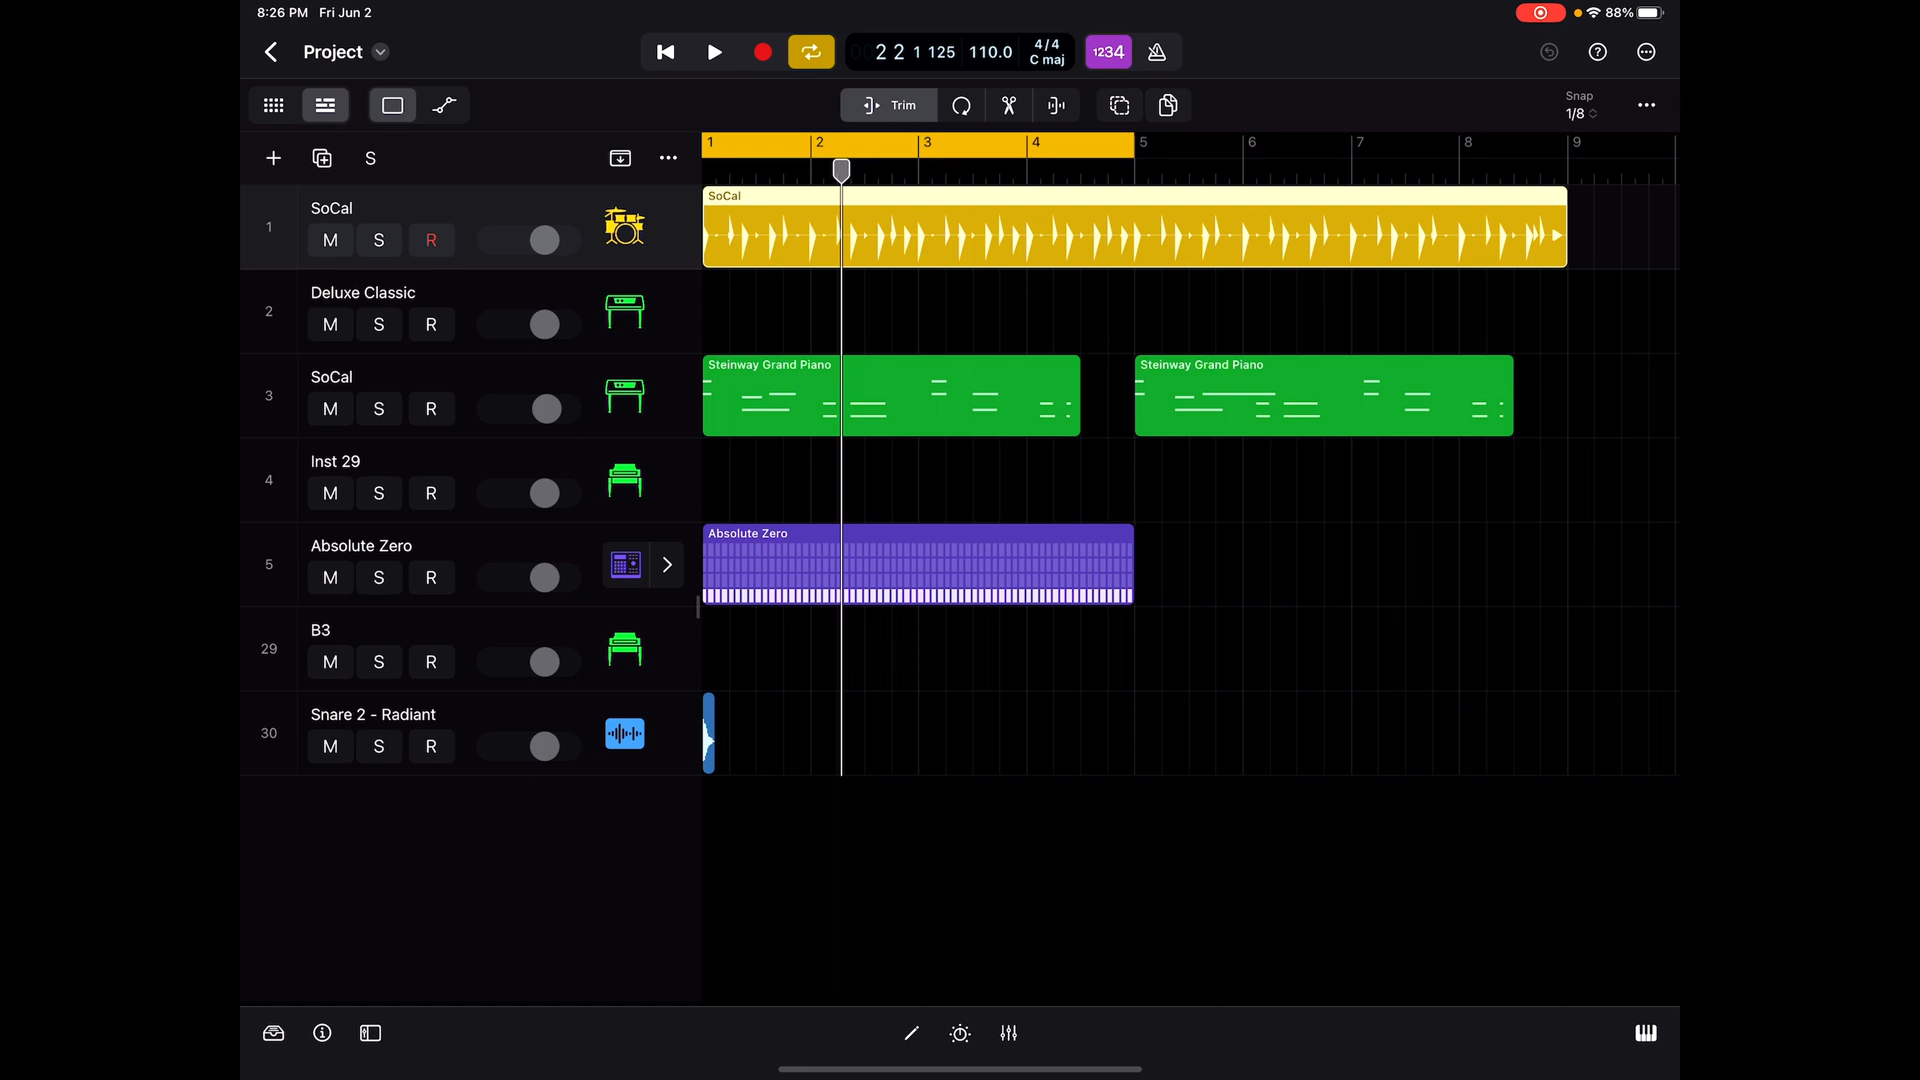 8:26 PM Fri Jun 2
88%
Project
00 2 2 1 125 110.0 4/4 C maj
1234
Trim
Snap
1/8
S
1 2 3 4 5 6 7 8 9
1 SoCal
M S R
SoCal
2 Deluxe Classic
M S R
3 SoCal
M S R
Steinway Grand Piano Steinway Grand Piano
4 Inst 29
M S R
5 Absolute Zero
M S R
Absolute Zero
29 B3
M S R
30 Snare 2 - Radiant
M S R